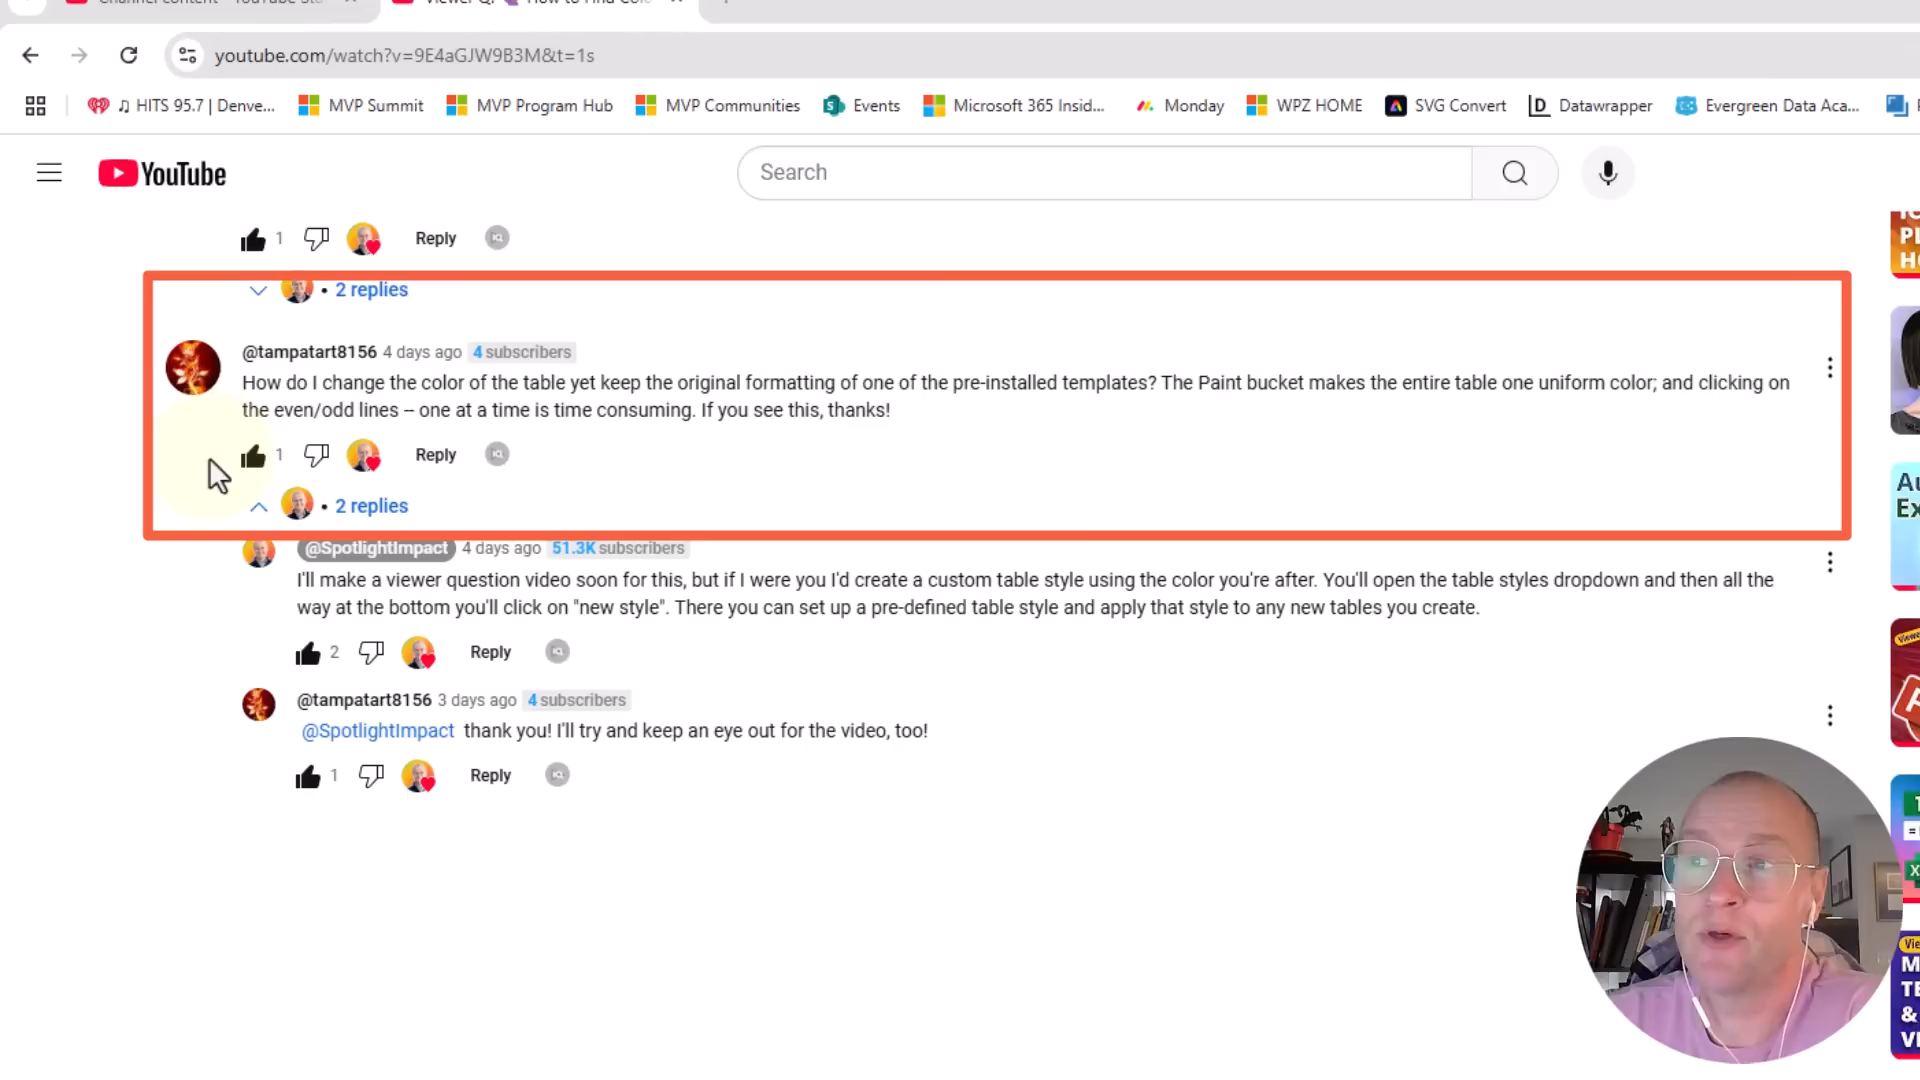 youtube.com/watch?v=9E4aGJW9B3M&t=1s
♫ HITS 95.7 | Denve...
MVP Summit
MVP Program Hub
MVP Communities
Events
Microsoft 365 Insid...
Monday
WPZ HOME
SVG Convert
Datawrapper
Evergreen Data Aca...
YouTube
Search
1 Reply
• 2 replies
@tampatart8156 4 days ago 4 subscribers
How do I change the color of the table yet keep the original formatting of one of the pre-installed templates? The Paint bucket makes the entire table one uniform color; and clicking on
the even/odd lines -- one at a time is time consuming. If you see this, thanks!
1 Reply
• 2 replies
@SpotlightImpact 4 days ago 51.3K subscribers
I'll make a viewer question video soon for this, but if I were you I'd create a custom table style using the color you're after. You'll open the table styles dropdown and then all the
way at the bottom you'll click on "new style". There you can set up a pre-defined table style and apply that style to any new tables you create.
2 Reply
@tampatart8156 3 days ago 4 subscribers
@SpotlightImpact thank you! I'll try and keep an eye out for the video, too!
1 Reply